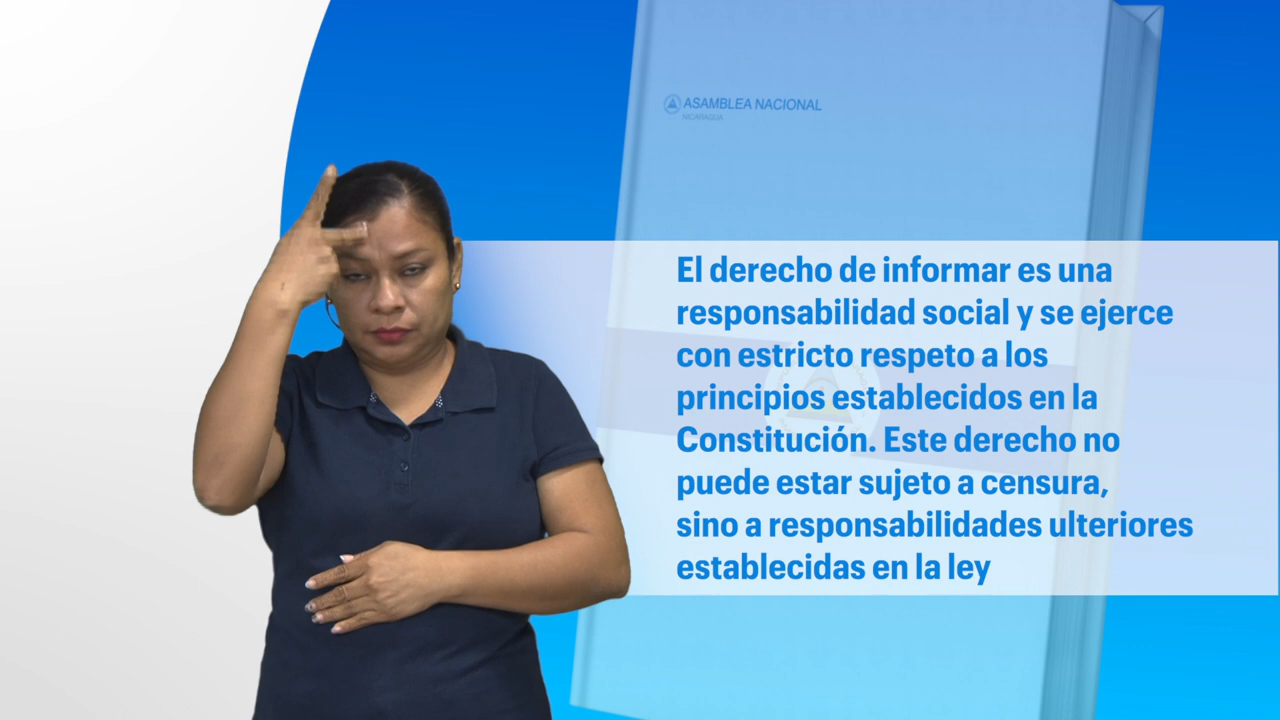 ASAMBLEA NACIONAL
NICARAGUA
El derecho de informar es una
responsabilidad social y se ejerce
con estricto respeto a los
principios establecidos en la
Constitución. Este derecho no
puede estar sujeto a censura,
sino a responsabilidades ulteriores
establecidas en la ley